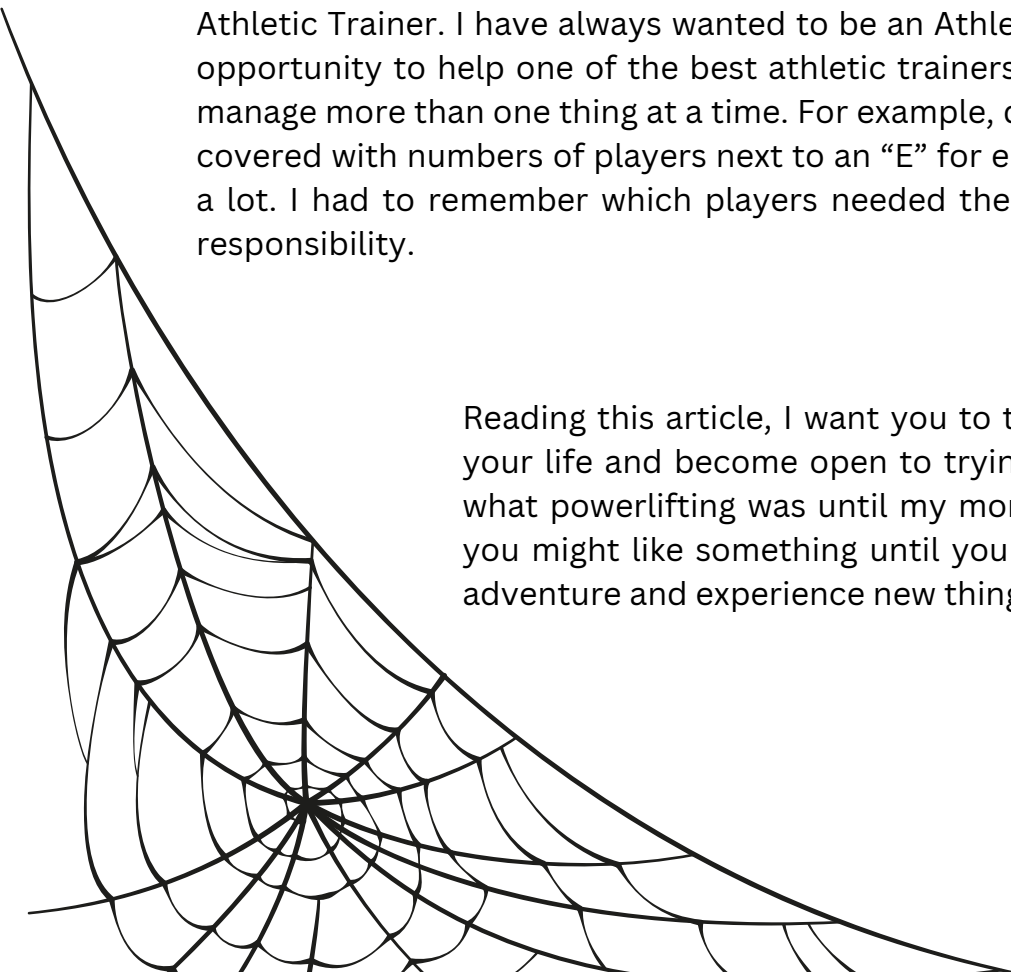 Athletic Trainer. I have always wanted to be an Athle
opportunity to help one of the best athletic trainers
manage more than one thing at a time. For example,
covered with numbers of players next to an “E” for e
a lot. I had to remember which players needed the
responsibility.
Reading this article, I want you to t
your life and become open to tryin
what powerlifting was until my mo
you might like something until you
adventure and experience new thing